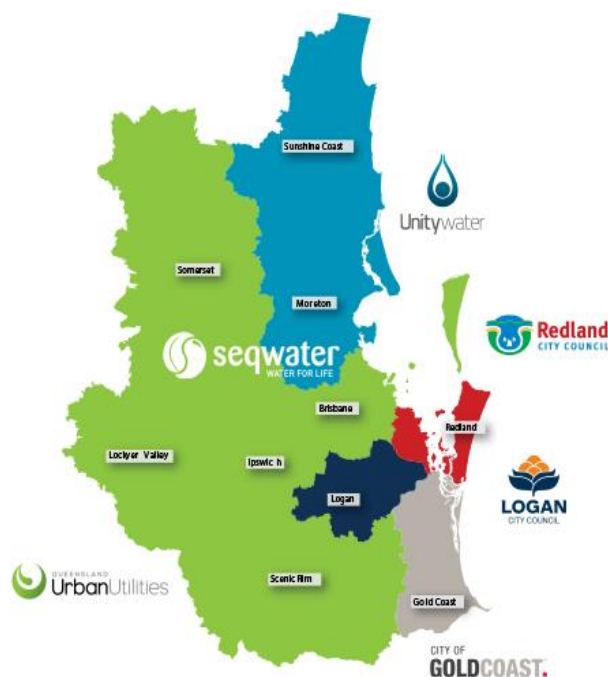 Sunshine Coast
Unitywater
Somerset
Moreton
Redland
CITY COUNCIL
seqwater
WATER FOR LIFE
Brisbane
Redland
Lockyer Valley
Ipswic h
Logan
LOGAN
CITY COUNCIL
QUEENSLAND
UrbanUtilities
Scenic Rim
Gold Coast
CITY OF
GOLDCOAST.